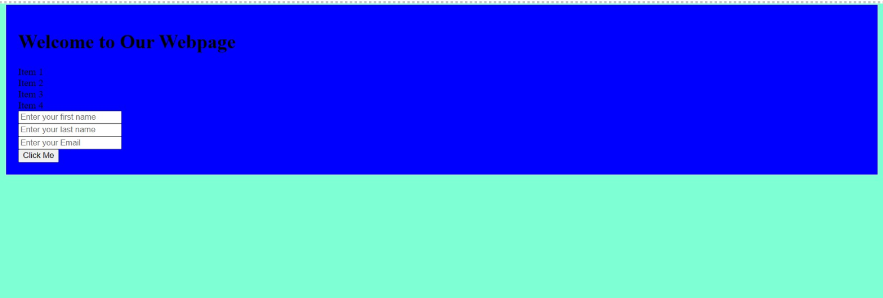 Welcome to Our Webpage
Item 1
Item 2
Item 3
Item 4
Enter your first name
Enter your last name
Enter your Email
Click Me